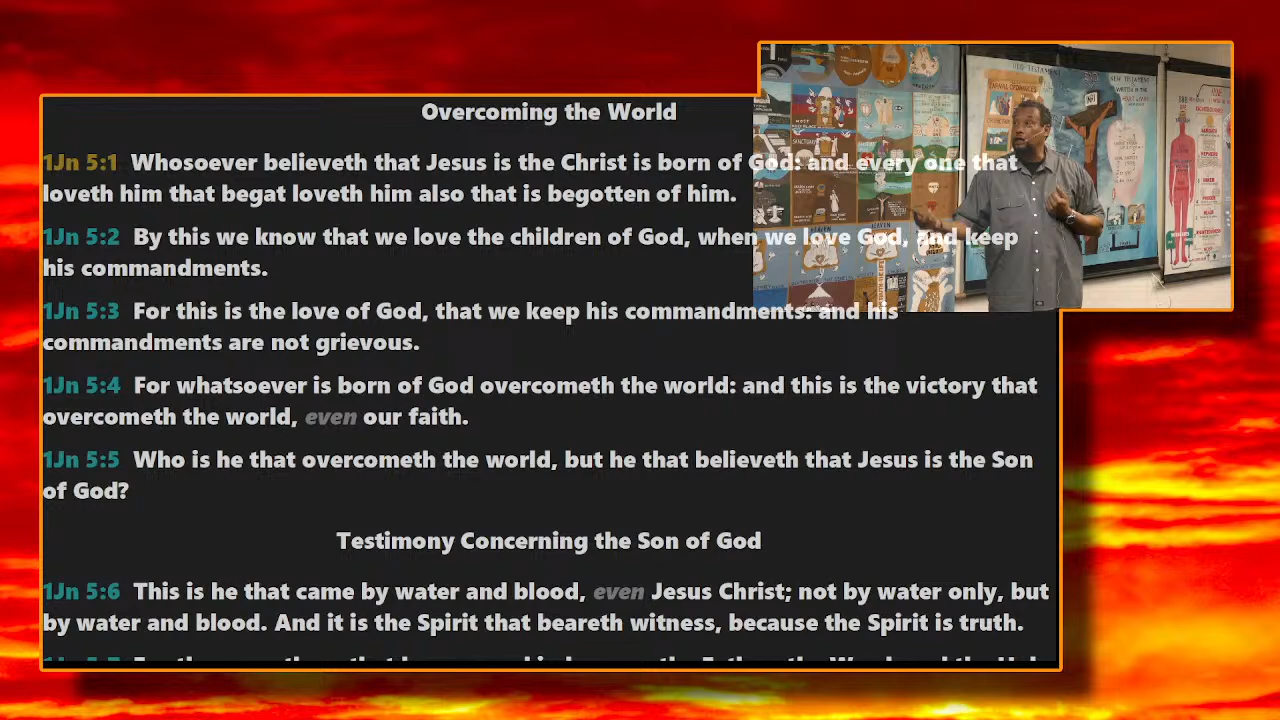 Overcoming the World
1Jn 5:1 Whosoever believeth that Jesus is the Christ is born of God: and every one that
loveth him that begat loveth him also that is begotten of him.
1Jn 5:2 By this we know that we love the children of God, when we love God, and keep
his commandments.
1Jn 5:3 For this is the love of God, that we keep his commandments: and his
commandments are not grievous.
1Jn 5:4 For whatsoever is born of God overcometh the world: and this is the victory that
overcometh the world, even our faith.
1Jn 5:5 Who is he that overcometh the world, but he that believeth that Jesus is the Son
of God?
Testimony Concerning the Son of God
1Jn 5:6 This is he that came by water and blood, even Jesus Christ; not by water only, but
by water and blood. And it is the Spirit that beareth witness, because the Spirit is truth.
OLD TESTAMENT
CARNAL ORDINANCES
NEW TESTAMENT
HEAVEN